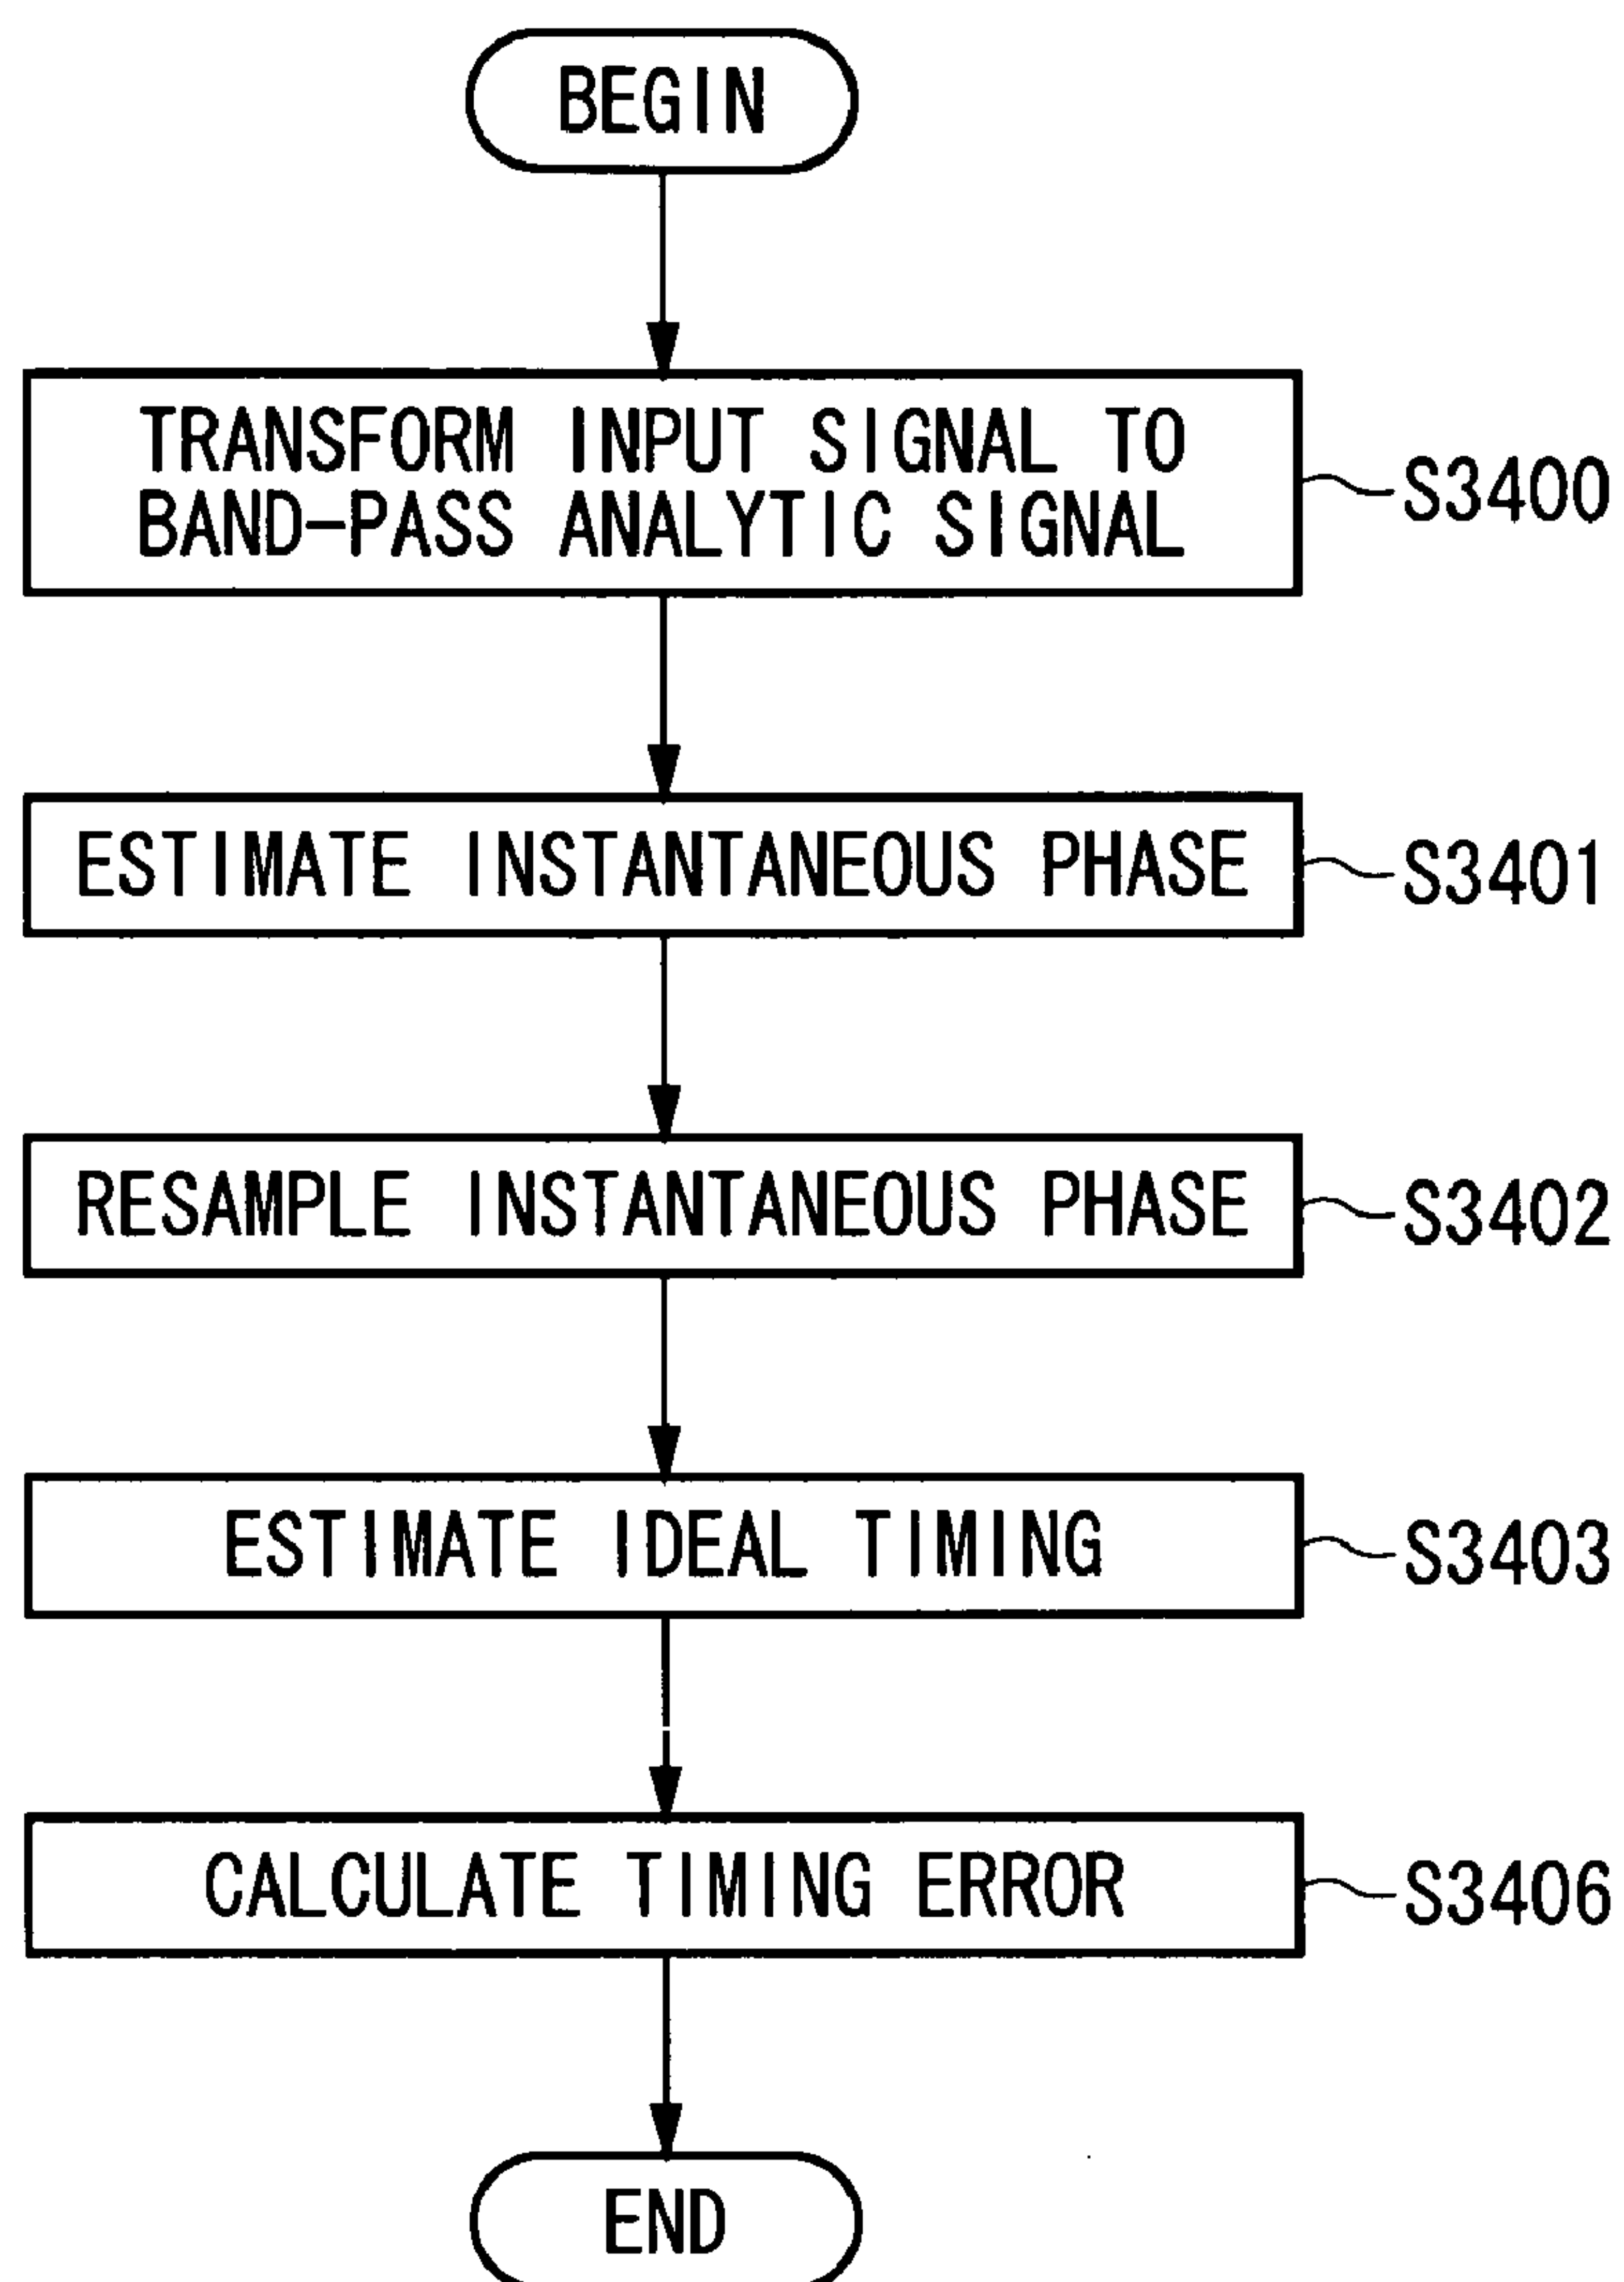 BEGIN
TRANSFORM INPUT SIGNAL TO
BAND-PASS ANALYTIC SIGNAL
S3400
ESTIMATE INSTANTANEOUS PHASE
S3401
RESAMPLE INSTANTANEOUS PHASE
S3402
ESTIMATE IDEAL TIMING
S3403
CALCULATE TIMING ERROR
S3406
END